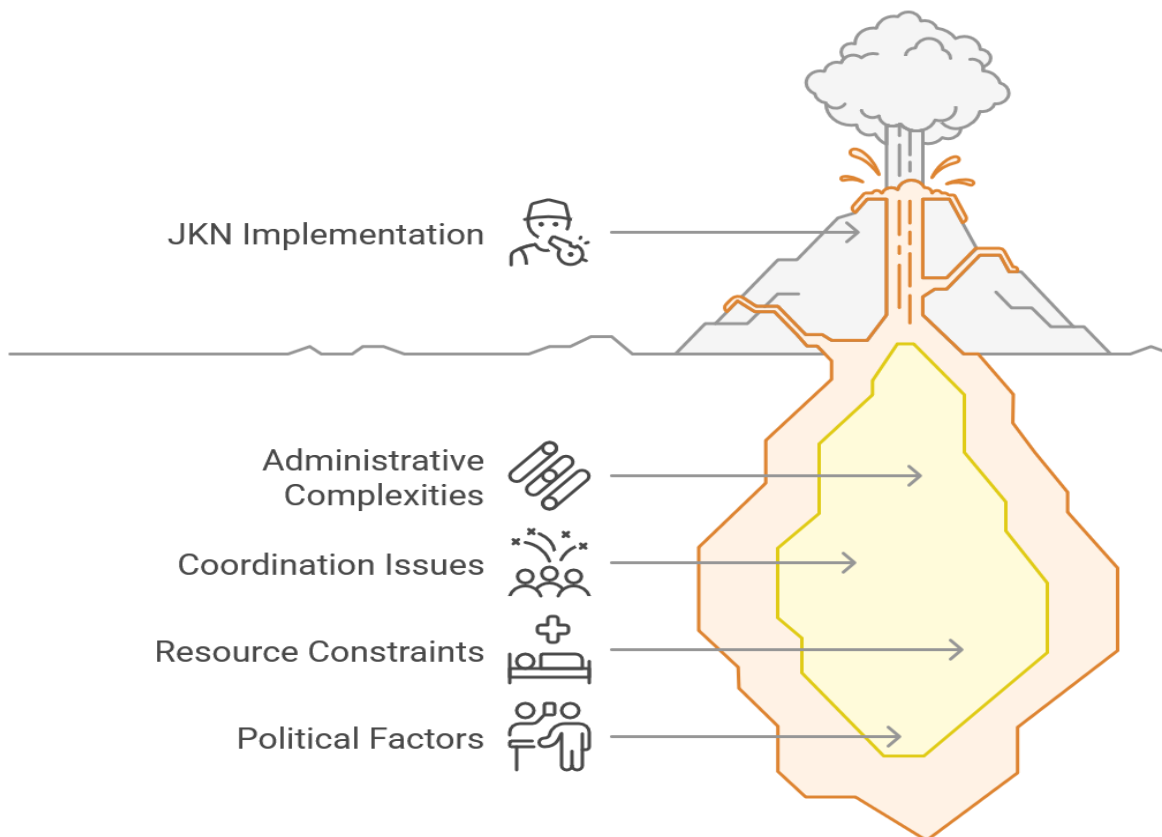 JKN Implementation
Administrative
Complexities
Coordination Issues
Resource Constraints
Political Factors